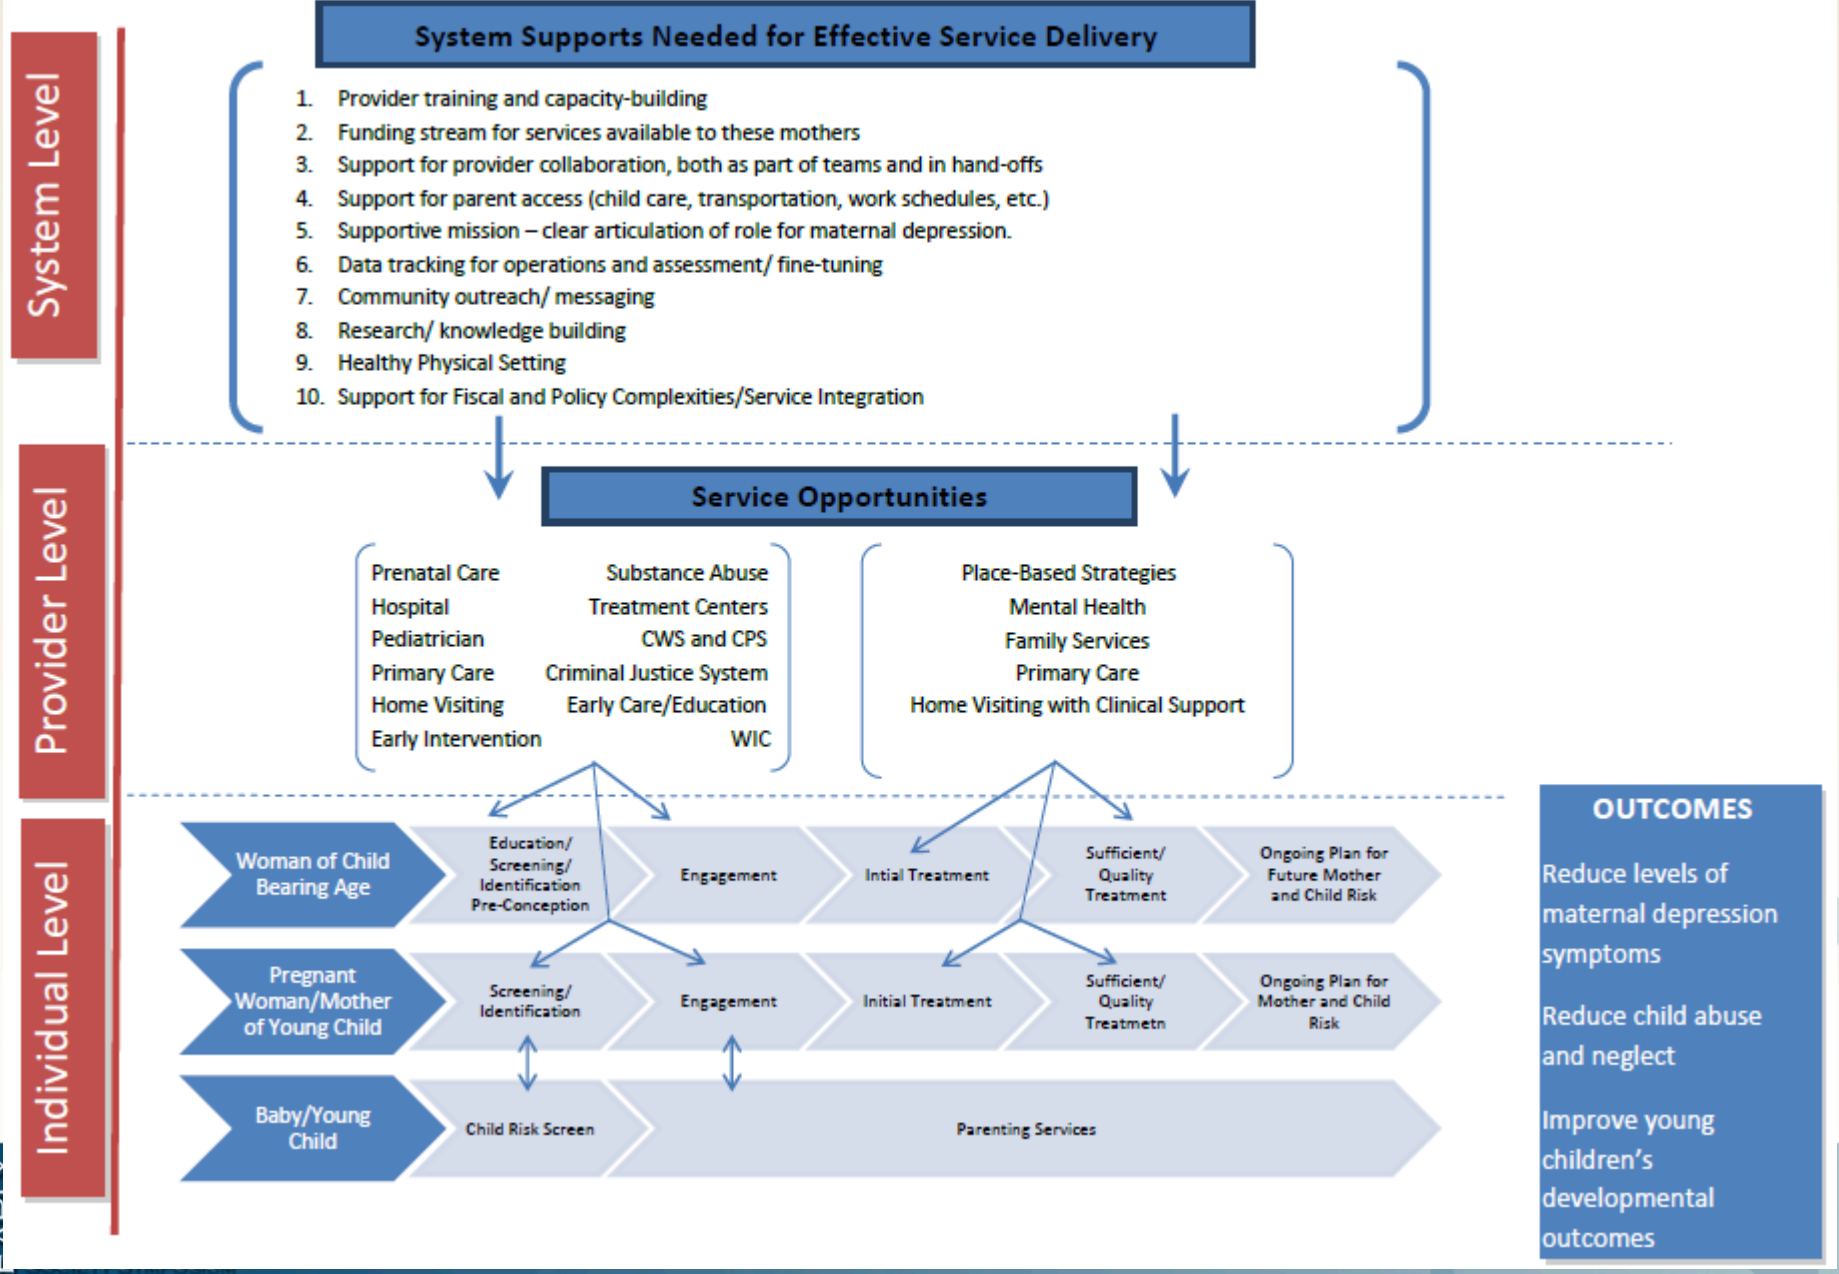 System Supports Needed for Effective Service Delivery
System Level
1. Provider training and capacity-building
2. Funding stream for services available to these mothers
3. Support for provider collaboration, both as part of teams and in hand-offs
4. Support for parent access (child care, transportation, work schedules, etc.)
5. Supportive mission – clear articulation of role for maternal depression.
6. Data tracking for operations and assessment/ fine-tuning
7. Community outreach/ messaging
8. Research/ knowledge building
9. Healthy Physical Setting
10. Support for Fiscal and Policy Complexities/Service Integration
Provider Level
Service Opportunities
Prenatal Care
Hospital
Pediatrician
Primary Care
Home Visiting
Early Intervention
Substance Abuse
Treatment Centers
CWS and CPS
Criminal Justice System
Early Care/Education
WIC
Place-Based Strategies
Mental Health
Family Services
Primary Care
Home Visiting with Clinical Support
Individual Level
Woman of Child
Bearing Age
Education/
Screening/
Identification
Pre-Conception
Engagement
Intial Treatment
Sufficient/
Quality
Treatment
Ongoing Plan for
Future Mother
and Child Risk
Pregnant
Woman/Mother
of Young Child
Screening/
Identification
Engagement
Initial Treatment
Sufficient/
Quality
Treatmetn
Ongoing Plan for
Mother and Child
Risk
Baby/Young
Child
Child Risk Screen
Parenting Services
OUTCOMES
Reduce levels of
maternal depression
symptoms
Reduce child abuse
and neglect
Improve young
children's
developmental
outcomes